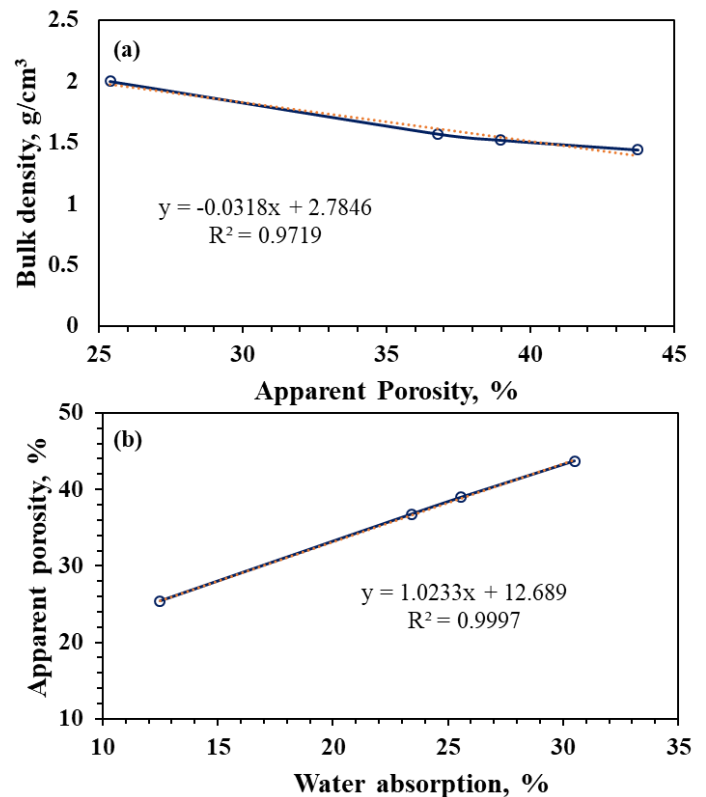 (a)
Bulk density, g/cm³
2.5
2
1.5
1
0.5
0
y = -0.0318x + 2.7846
R² = 0.9719
25 30 35 40 45
Apparent Porosity, %
(b)
Apparent porosity, %
50
40
30
20
10
y = 1.0233x + 12.689
R² = 0.9997
10 15 20 25 30 35
Water absorption, %